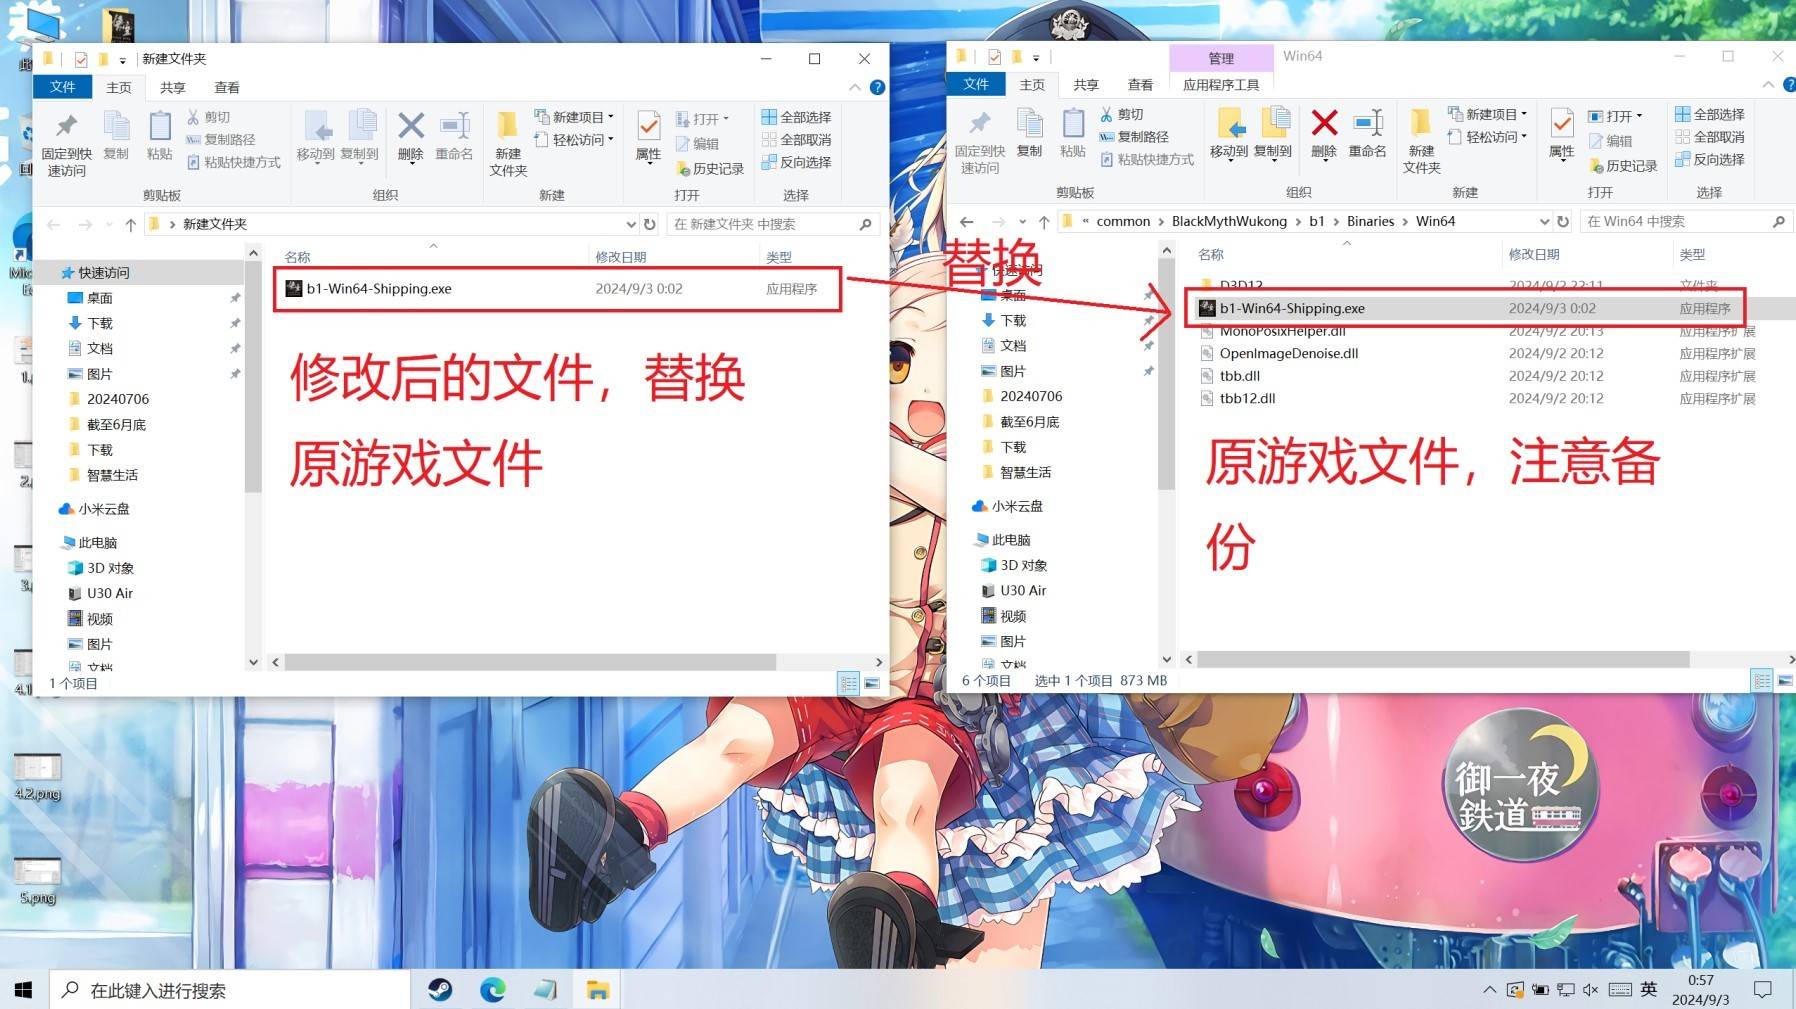 新建文件夹
文件 主页 共享 查看
固定到快速访问 复制 粘贴 剪切 复制路径 粘贴快捷方式 移动到 复制到 删除 重命名 新建文件夹 新建项目 轻松访问 属性 打开 编辑 历史记录 全部选择 全部取消 反向选择
剪贴板 组织 新建 打开 选择
新建文件夹 在 新建文件夹 中搜索
名称 修改日期 类型
b1-Win64-Shipping.exe 2024/9/3 0:02 应用程序
快速访问
桌面
下载
文档
图片
20240706
截至6月底
下载
智慧生活
小米云盘
此电脑
3D 对象
U30 Air
视频
图片
文档
1 个项目
修改后的文件，替换
原游戏文件
替换
管理 Win64
文件 主页 共享 查看 应用程序工具
固定到快速访问 复制 粘贴 剪切 复制路径 粘贴快捷方式 移动到 复制到 删除 重命名 新建文件夹 新建项目 轻松访问 属性 打开 编辑 历史记录 全部选择 全部取消 反向选择
剪贴板 组织 新建 打开 选择
« common BlackMythWukong b1 Binaries Win64 在 Win64 中搜索
名称 修改日期 类型
D3D12 2024/9/2 22:11 文件夹
b1-Win64-Shipping.exe 2024/9/3 0:02 应用程序
MonoPosixHelper.dll 2024/9/2 20:13 应用程序扩展
OpenImageDenoise.dll 2024/9/2 20:12 应用程序扩展
tbb.dll 2024/9/2 20:12 应用程序扩展
tbb12.dll 2024/9/2 20:12 应用程序扩展
快速访问
桌面
下载
文档
图片
20240706
截至6月底
下载
智慧生活
小米云盘
此电脑
3D 对象
U30 Air
视频
图片
文档
6 个项目 选中 1 个项目 873 MB
原游戏文件，注意备
份
御一夜
鉄道
4.2.png
5.png
在此键入进行搜索
英
0:57
2024/9/3